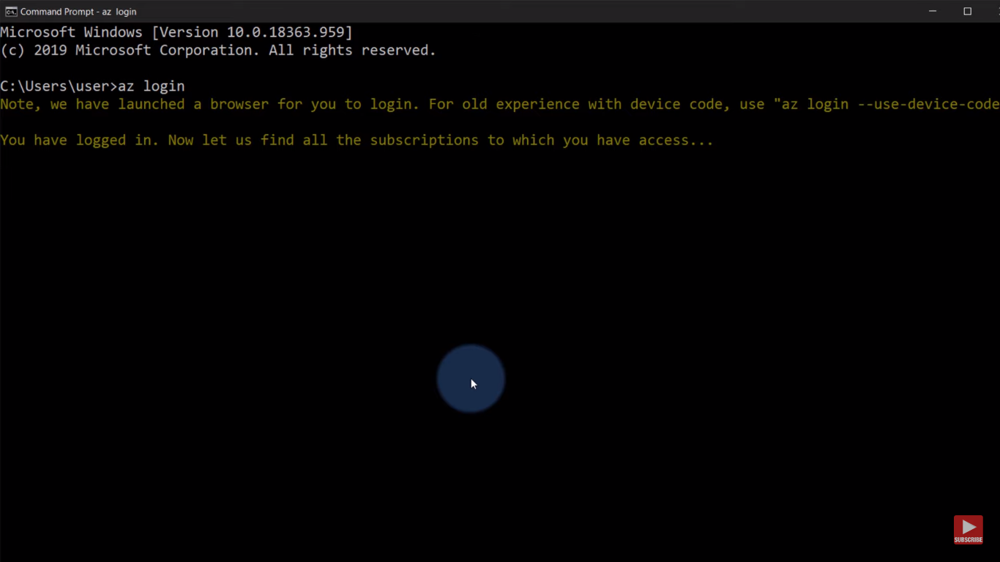 Command Prompt - az  login
Microsoft Windows [Version 10.0.18363.959]
(c) 2019 Microsoft Corporation. All rights reserved.
C:\Users\user>az login
Note, we have launched a browser for you to login. For old experience with device code, use "az login --use-device-code
You have logged in. Now let us find all the subscriptions to which you have access...
SUBSCRIBE